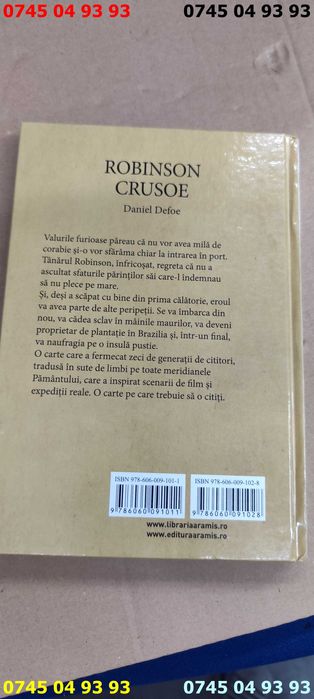 0745 04 93 93 0745 04 93 93
ROBINSON
CRUSOE
Daniel Defoe
Valurile furioase păreau că nu vor avea milă de
corabie și-o vor sfărâma chiar la intrarea în port.
Tânărul Robinson, înfricoșat, regreta că nu a
ascultat sfaturile părinților săi care-l îndemnau
să nu plece pe mare.
Și, deși a scăpat cu bine din prima călătorie, eroul
va avea parte de alte peripeții. Se va îmbarca din
nou, va cădea sclav în mâinile maurilor, va deveni
proprietar de plantație în Brazilia și, într-un final,
va naufragia pe o insulă pustie.
O carte care a fermecat zeci de generații de cititori,
tradusă în sute de limbi pe toate meridianele
Pământului, care a inspirat scenarii de film și
expediții reale. O carte pe care trebuie să o citiți.
ISBN 978-606-009-101-1 ISBN 978-606-009-102-8
9 786060 091011 9 786060 091028
www.librariaaramis.ro
www.edituraaramis.ro
0745 04 93 93 0745 04 93 93